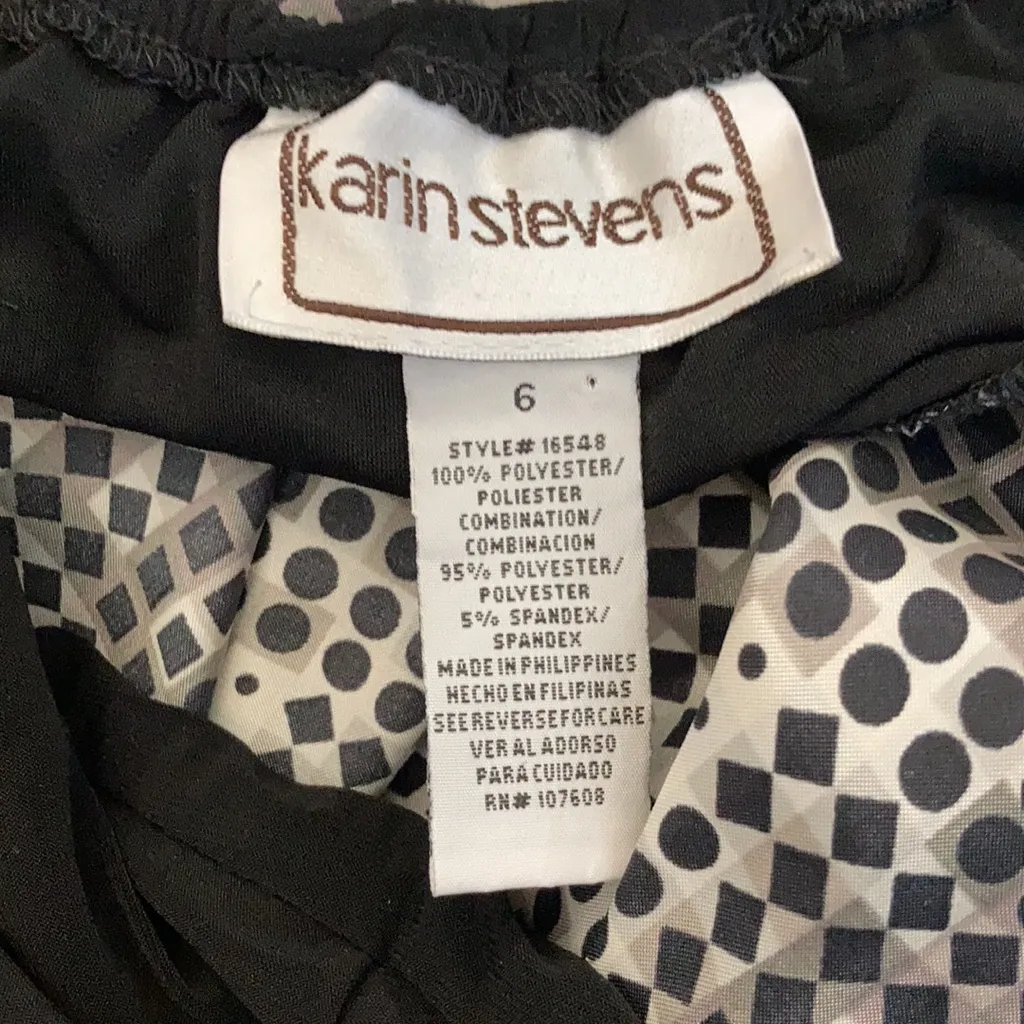 karin stevens
6
STYLE# 16548
100% POLYESTER/
POLIESTER
COMBINATION/
COMBINACION
95% POLYESTER/
POLYESTER
5% SPANDEX/
SPANDEX
MADE IN PHILIPPINES
HECHO EN FILIPINAS
SEE REVERSE FOR CARE
VER AL ADORSO
PARA CUIDADO
RN# 107608